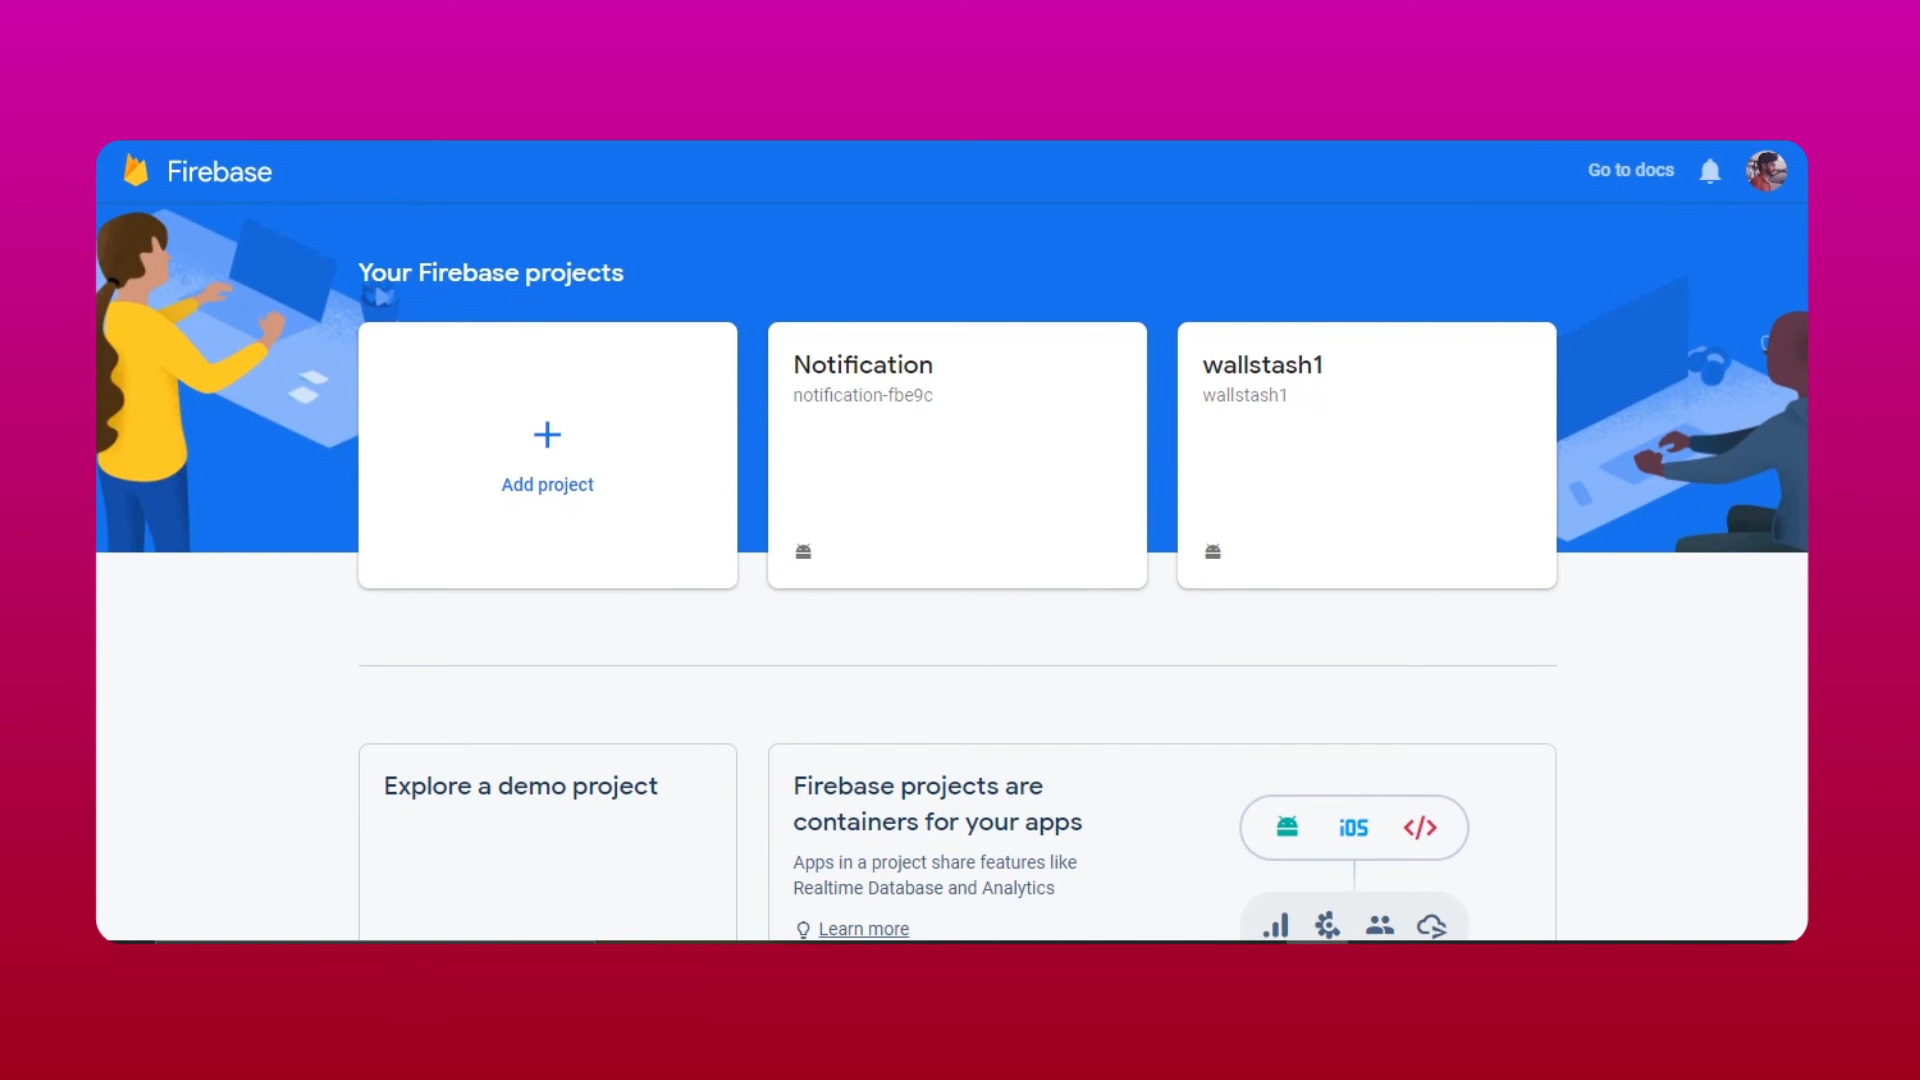 Firebase
Go to docs
Your Firebase projects
Add project
Notification
notification-fbe9c
wallstash1
wallstash1
Explore a demo project
Firebase projects are
containers for your apps
Apps in a project share features like
Realtime Database and Analytics
Learn more
iOS